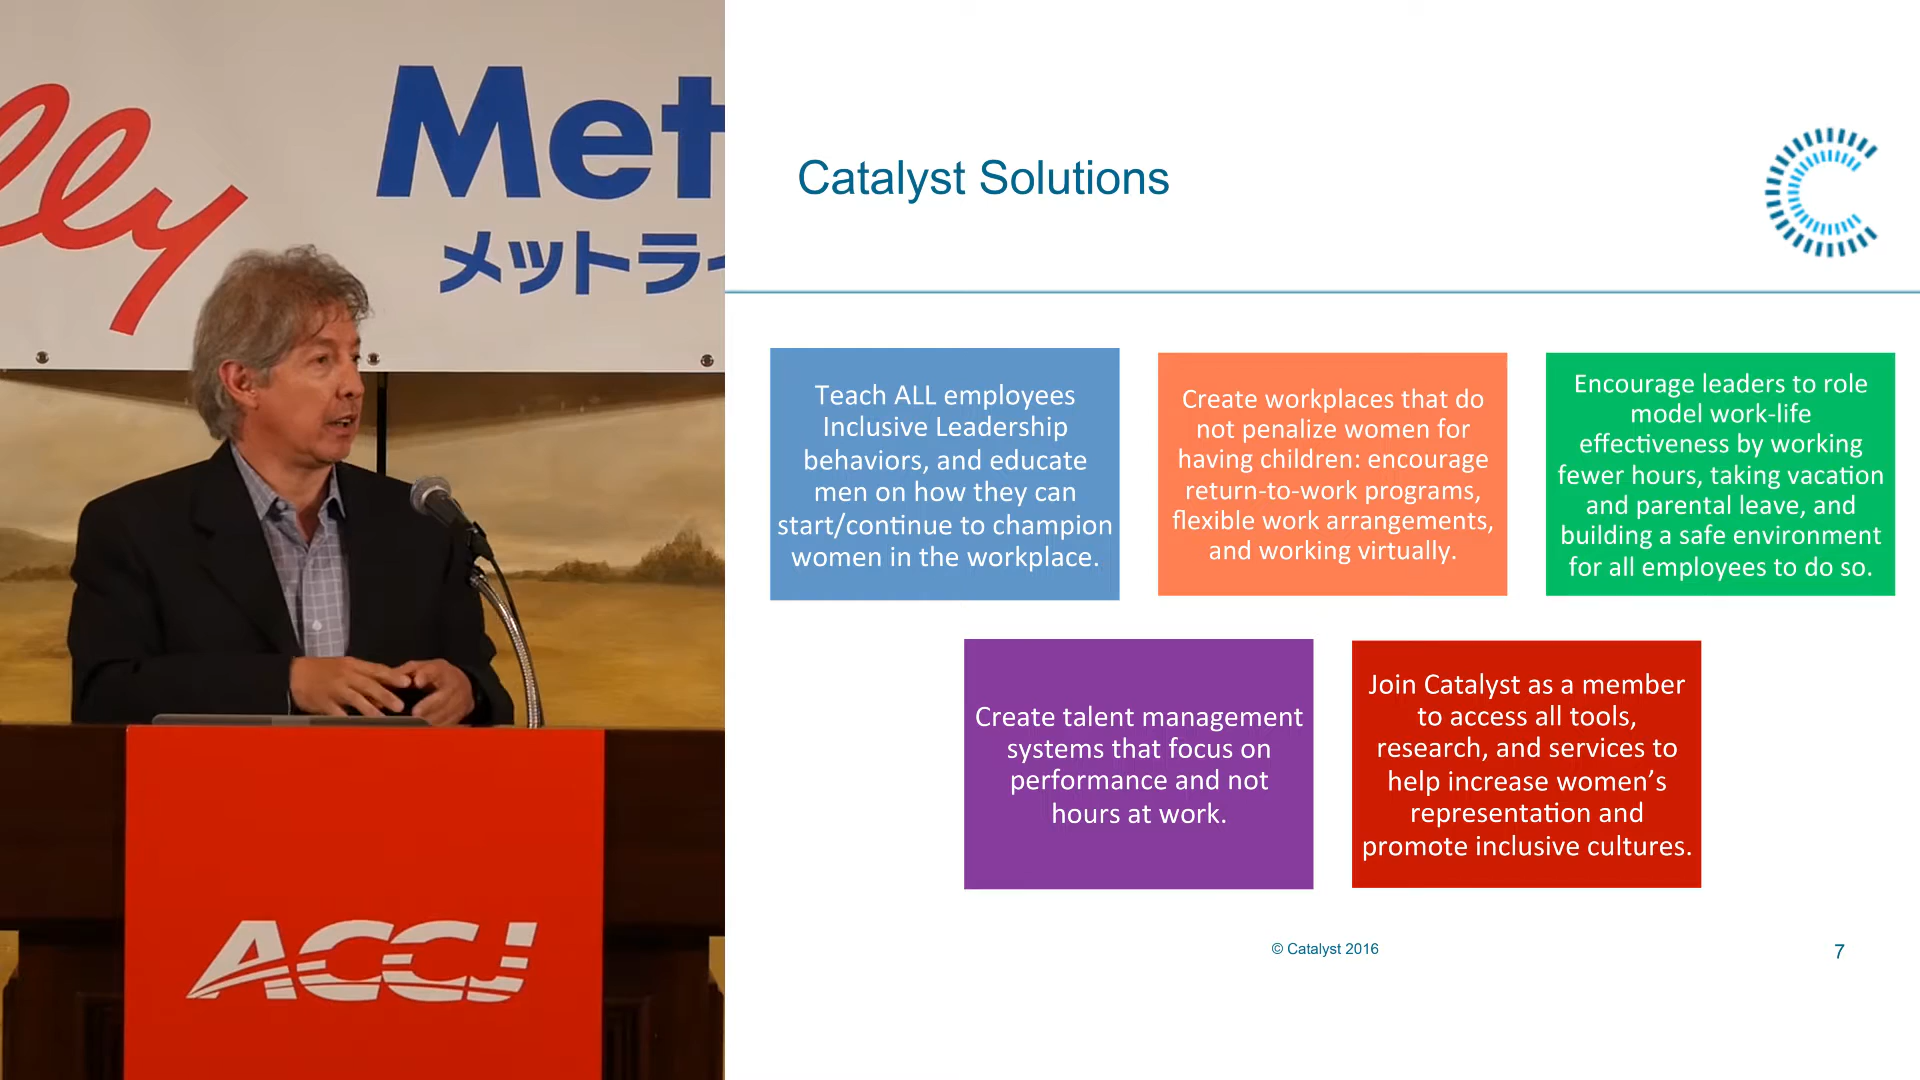 lly
Met
メットラ
ACCJ
Catalyst Solutions
Teach ALL employees
Inclusive Leadership
behaviors, and educate
men on how they can
start/continue to champion
women in the workplace.
Create workplaces that do
not penalize women for
having children: encourage
return-to-work programs,
flexible work arrangements,
and working virtually.
Encourage leaders to role
model work-life
effectiveness by working
fewer hours, taking vacation
and parental leave, and
building a safe environment
for all employees to do so.
Create talent management
systems that focus on
performance and not
hours at work.
Join Catalyst as a member
to access all tools,
research, and services to
help increase women's
representation and
promote inclusive cultures.
© Catalyst 2016
7